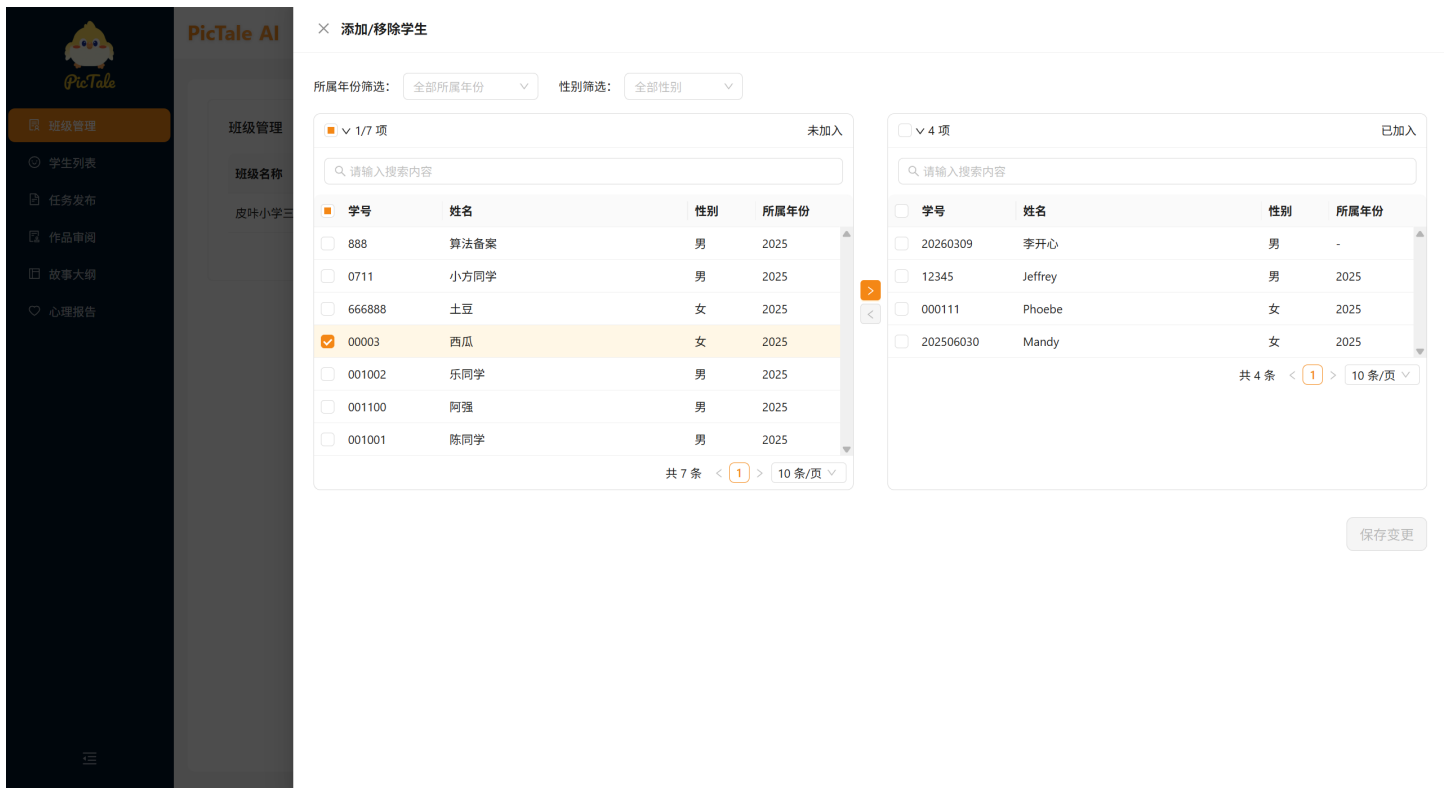 PicTale
班级管理
学生列表
任务发布
作品审阅
故事大纲
心理报告
PicTale AI
班级管理
班级名称
皮咔小学三
添加/移除学生
所属年份筛选： 全部所属年份 性别筛选： 全部性别
1/7 项 未加入
请输入搜索内容
学号 姓名 性别 所属年份
888 算法备案 男 2025
0711 小方同学 男 2025
666888 土豆 女 2025
00003 西瓜 女 2025
001002 乐同学 男 2025
001100 阿强 男 2025
001001 陈同学 男 2025
共 7 条 < 1 > 10 条/页
> 
<
4 项 已加入
请输入搜索内容
学号 姓名 性别 所属年份
20260309 李开心 男 -
12345 Jeffrey 男 2025
000111 Phoebe 女 2025
202506030 Mandy 女 2025
共 4 条 < 1 > 10 条/页
保存变更